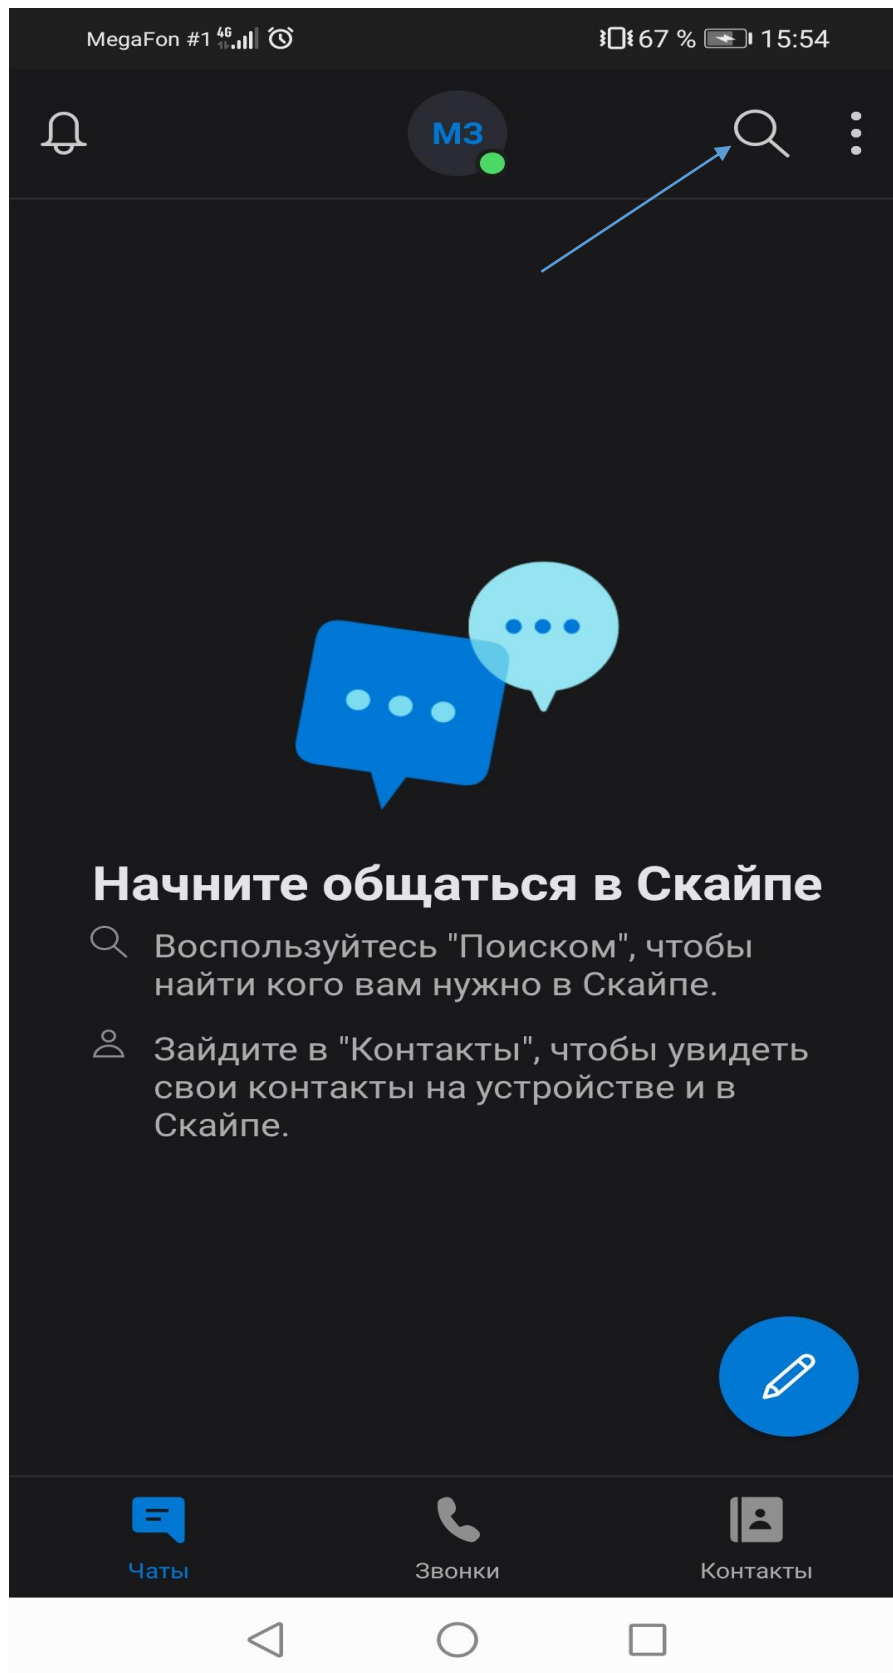 MegaFon #1 4G 67 % 15:54
МЗ
Начните общаться в Скайпе
Воспользуйтесь "Поиском", чтобы
найти кого вам нужно в Скайпе.
Зайдите в "Контакты", чтобы увидеть
свои контакты на устройстве и в
Скайпе.
Чаты Звонки Контакты